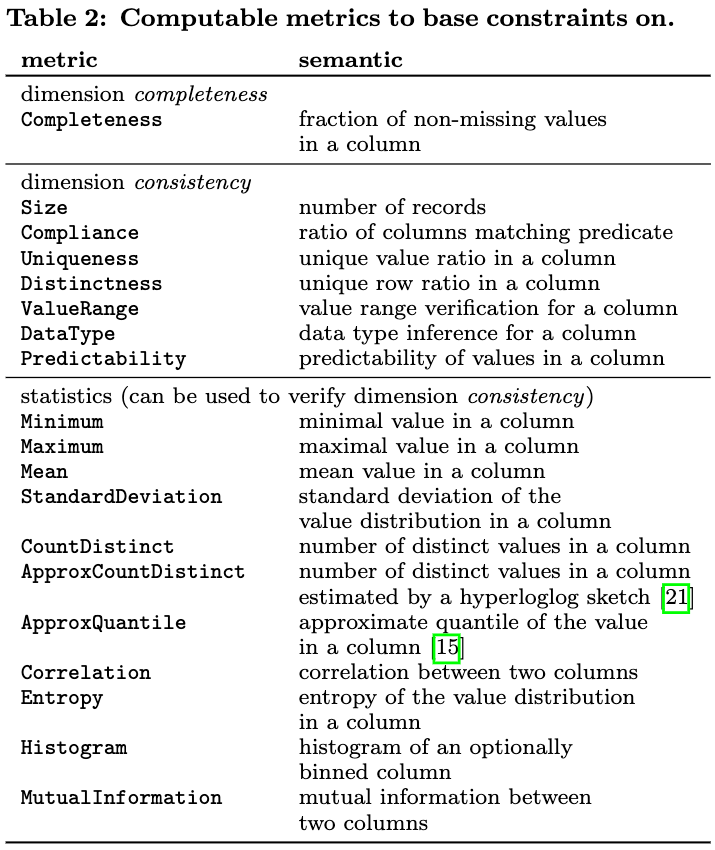 Table 2: Computable metrics to base constraints on.
metric semantic
dimension completeness
Completeness fraction of non-missing values
in a column
dimension consistency
Size number of records
Compliance ratio of columns matching predicate
Uniqueness unique value ratio in a column
Distinctness unique row ratio in a column
ValueRange value range verification for a column
DataType data type inference for a column
Predictability predictability of values in a column
statistics (can be used to verify dimension consistency)
Minimum minimal value in a column
Maximum maximal value in a column
Mean mean value in a column
StandardDeviation standard deviation of the
value distribution in a column
CountDistinct number of distinct values in a column
ApproxCountDistinct number of distinct values in a column
estimated by a hyperloglog sketch [21]
ApproxQuantile approximate quantile of the value
in a column [15]
Correlation correlation between two columns
Entropy entropy of the value distribution
in a column
Histogram histogram of an optionally
binned column
MutualInformation mutual information between
two columns